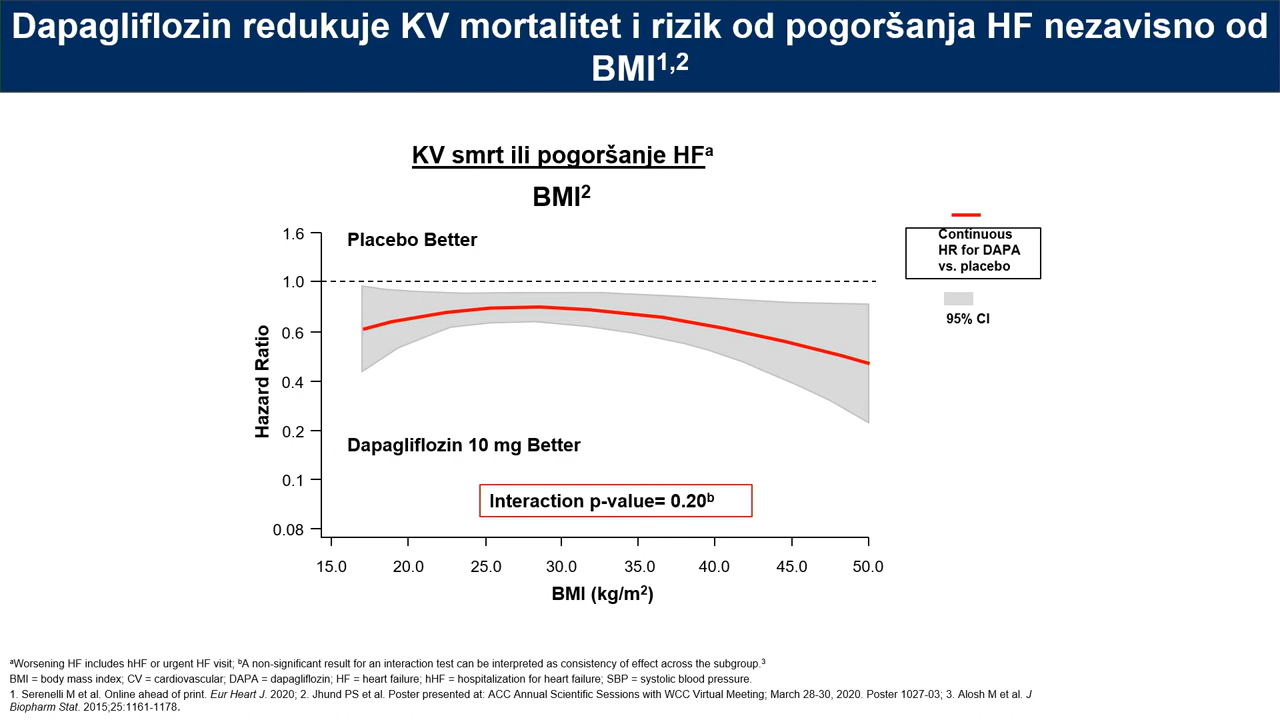 Dapagliflozin redukuje KV mortalitet i rizik od pogoršanja HF nezavisno od
BMI1,2
KV smrt ili pogoršanje HFa
BMI2
1.6
1.0
0.6
0.4
0.2
0.1
0.08
Hazard Ratio
Placebo Better
Dapagliflozin 10 mg Better
Interaction p-value= 0.20b
15.0 20.0 25.0 30.0 35.0 40.0 45.0 50.0
BMI (kg/m2)
Continuous
HR for DAPA
vs. placebo
95% CI
aWorsening HF includes hHF or urgent HF visit; bA non-significant result for an interaction test can be interpreted as consistency of effect across the subgroup.3
BMI = body mass index; CV = cardiovascular; DAPA = dapagliflozin; HF = heart failure; hHF = hospitalization for heart failure; SBP = systolic blood pressure.
1. Serenelli M et al. Online ahead of print. Eur Heart J. 2020; 2. Jhund PS et al. Poster presented at: ACC Annual Scientific Sessions with WCC Virtual Meeting; March 28-30, 2020. Poster 1027-03; 3. Alosh M et al. J
Biopharm Stat. 2015;25:1161-1178.